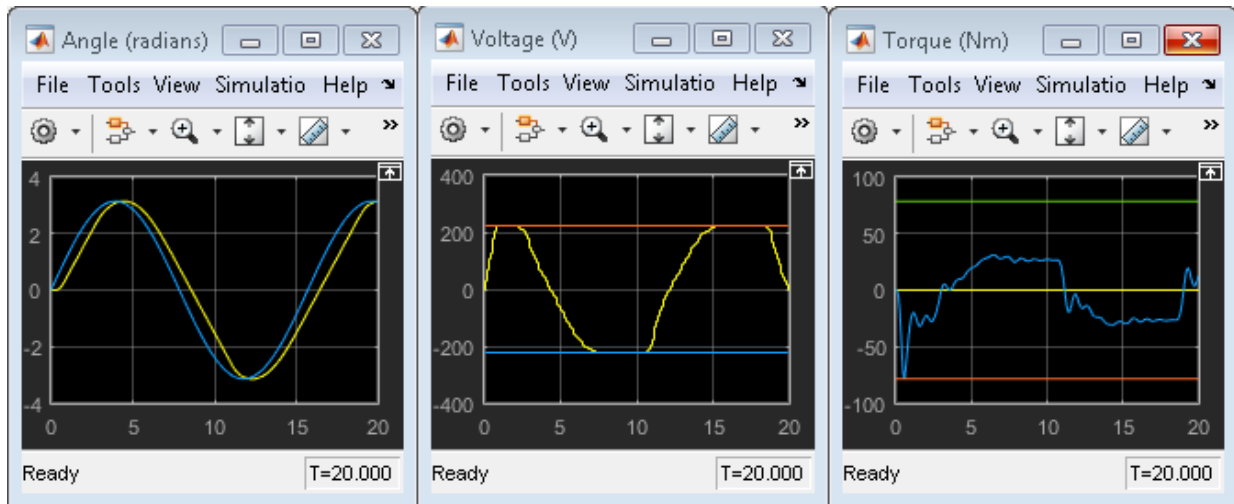 Angle (radians)
File Tools View Simulatio Help
»
4
2
0
-2
-4
0 5 10 15 20
Ready T=20.000
Voltage (V)
File Tools View Simulatio Help
»
400
200
0
-200
-400
0 5 10 15 20
Ready T=20.000
Torque (Nm)
File Tools View Simulatio Help
»
100
50
0
-50
-100
0 5 10 15 20
Ready T=20.000